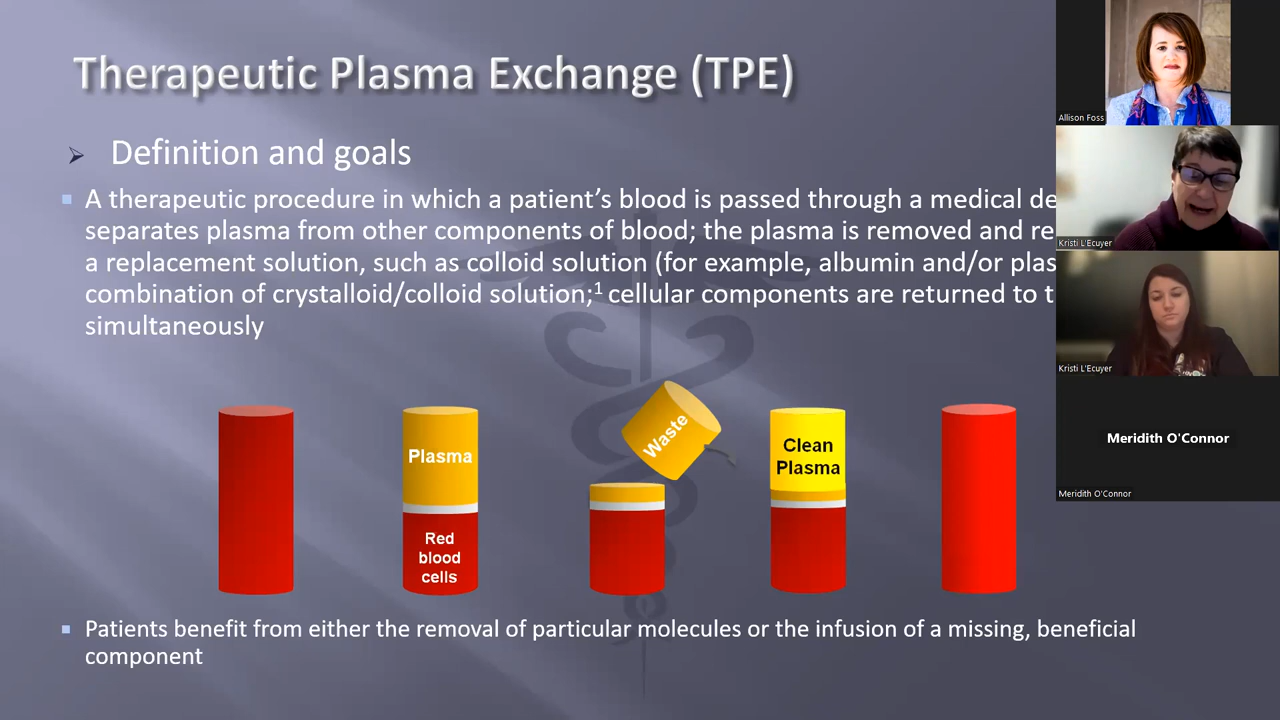 Therapeutic Plasma Exchange (TPE)
Definition and goals
A therapeutic procedure in which a patient’s blood is passed through a medical de
separates plasma from other components of blood; the plasma is removed and re
a replacement solution, such as colloid solution (for example, albumin and/or plas
combination of crystalloid/colloid solution;¹ cellular components are returned to t
simultaneously
Plasma
Red
blood
cells
Waste
Clean
Plasma
Patients benefit from either the removal of particular molecules or the infusion of a missing, beneficial
component
Allison Foss
Kristi L'Ecuyer
Kristi L'Ecuyer
Meridith O'Connor
Meridith O'Connor